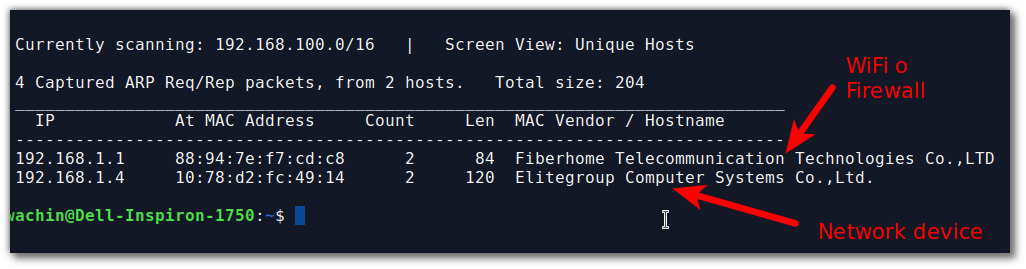 Currently scanning: 192.168.100.0/16   |   Screen View: Unique Hosts
WiFi o
Firewall
4 Captured ARP Req/Rep packets, from 2 hosts.   Total size: 204
_____________________________________________________________________________
  IP            At MAC Address     Count     Len  MAC Vendor / Hostname
-----------------------------------------------------------------------------
192.168.1.1     88:94:7e:f7:cd:c8      2      84  Fiberhome Telecommunication Technologies Co.,LTD
192.168.1.4     10:78:d2:fc:49:14      2     120  Elitegroup Computer Systems Co.,Ltd.
wachin@Dell-Inspiron-1750:~$
Network device